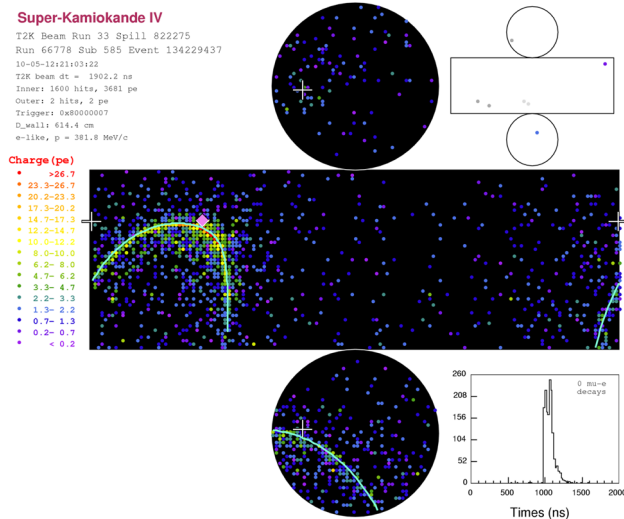 Super-Kamiokande IV
T2K Beam Run 33 Spill 822275
Run 66778 Sub 585 Event 134229437
10-05-12:21:03:22
T2K beam dt = 1902.2 ns
Inner: 1600 hits, 3681 pe
Outer: 2 hits, 2 pe
Trigger: 0x80000007
D_wall: 614.4 cm
e-like, p = 381.8 MeV/c
Charge(pe)
>26.7
23.3-26.7
20.2-23.3
17.3-20.2
14.7-17.3
12.2-14.7
10.0-12.2
8.0-10.0
6.2- 8.0
4.7- 6.2
3.3- 4.7
2.2- 3.3
1.3- 2.2
0.7- 1.3
0.2- 0.7
< 0.2
0 mu-e
decays
260
208
156
104
52
0
0 500 1000 1500 2000
Times (ns)